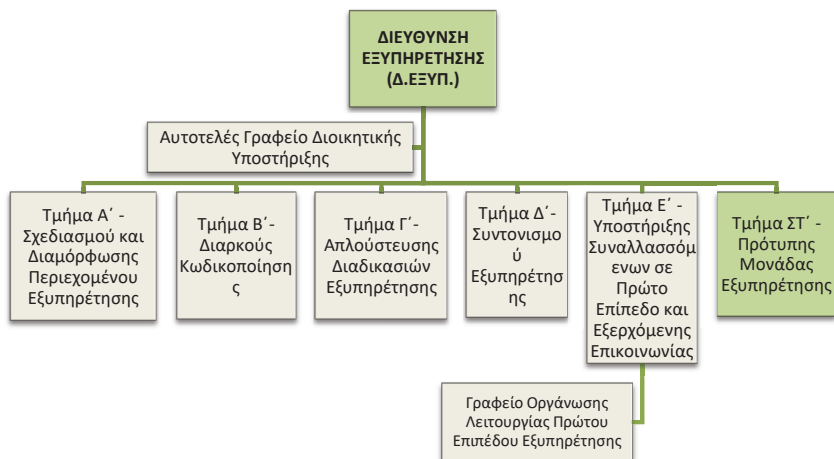 ΔΙΕΥΘΥΝΣΗ
ΕΞΥΠΗΡΕΤΗΣΗΣ
(Δ.ΕΞΥΠ.)
Αυτοτελές Γραφείο Διοικητικής
Υποστήριξης
Τμήμα Α΄ -
Σχεδιασμού και
Διαμόρφωσης
Περιεχομένου
Εξυπηρέτησης
Τμήμα Β΄-
Διαρκούς
Κωδικοποίηση
ς
Τμήμα Γ΄-
Απλούστευσης
Διαδικασιών
Εξυπηρέτησης
Τμήμα Δ΄ -
Συντονισμο
ύ
Εξυπηρέτησ
ης
Τμήμα Ε΄ -
Υποστήριξης
Συναλλασσόμ
ενων σε
Πρώτο
Επίπεδο και
Εξερχόμενης
Επικοινωνίας
Τμήμα ΣΤ΄ -
Πρότυπης
Μονάδας
Εξυπηρέτησης
Γραφείο Οργάνωσης
Λειτουργίας Πρώτου
Επιπέδου Εξυπηρέτησης